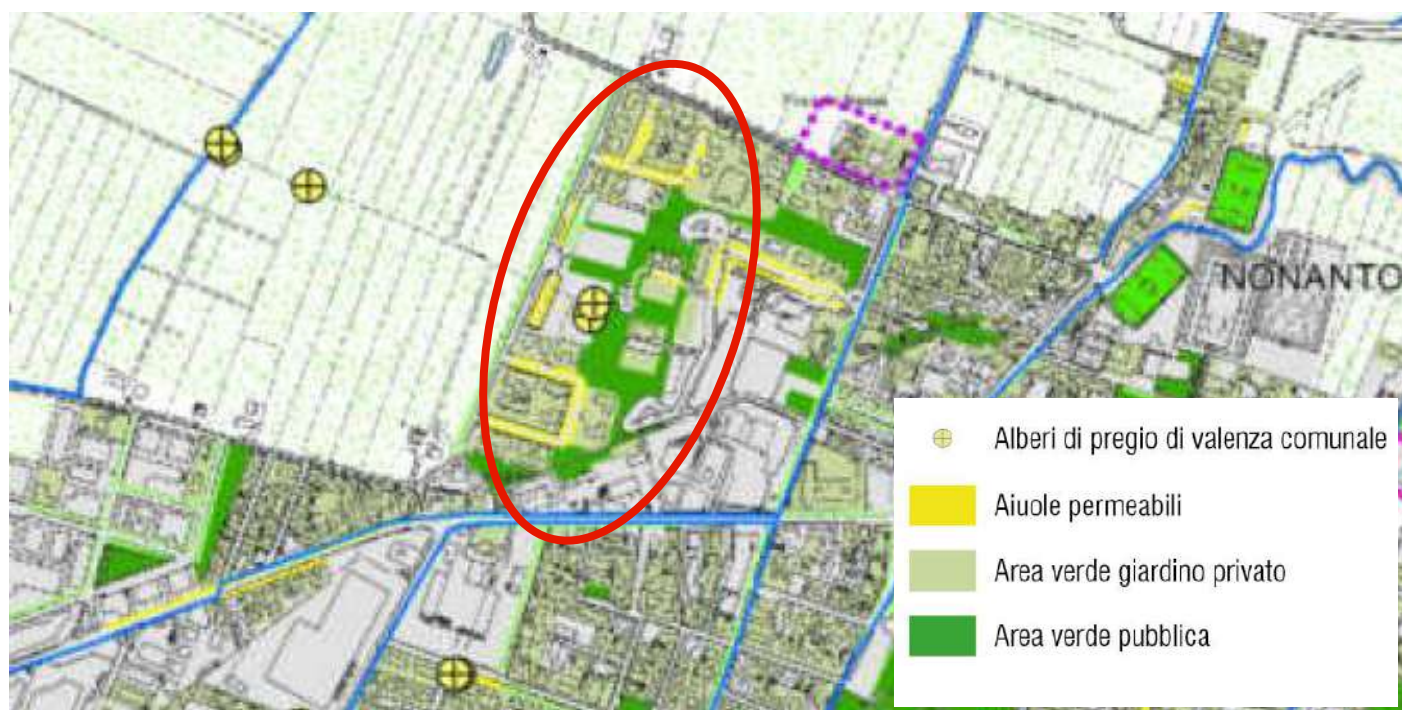 NONANTO
Alberi di pregio di valenza comunale
Aiuole permeabili
Area verde giardino privato
Area verde pubblica